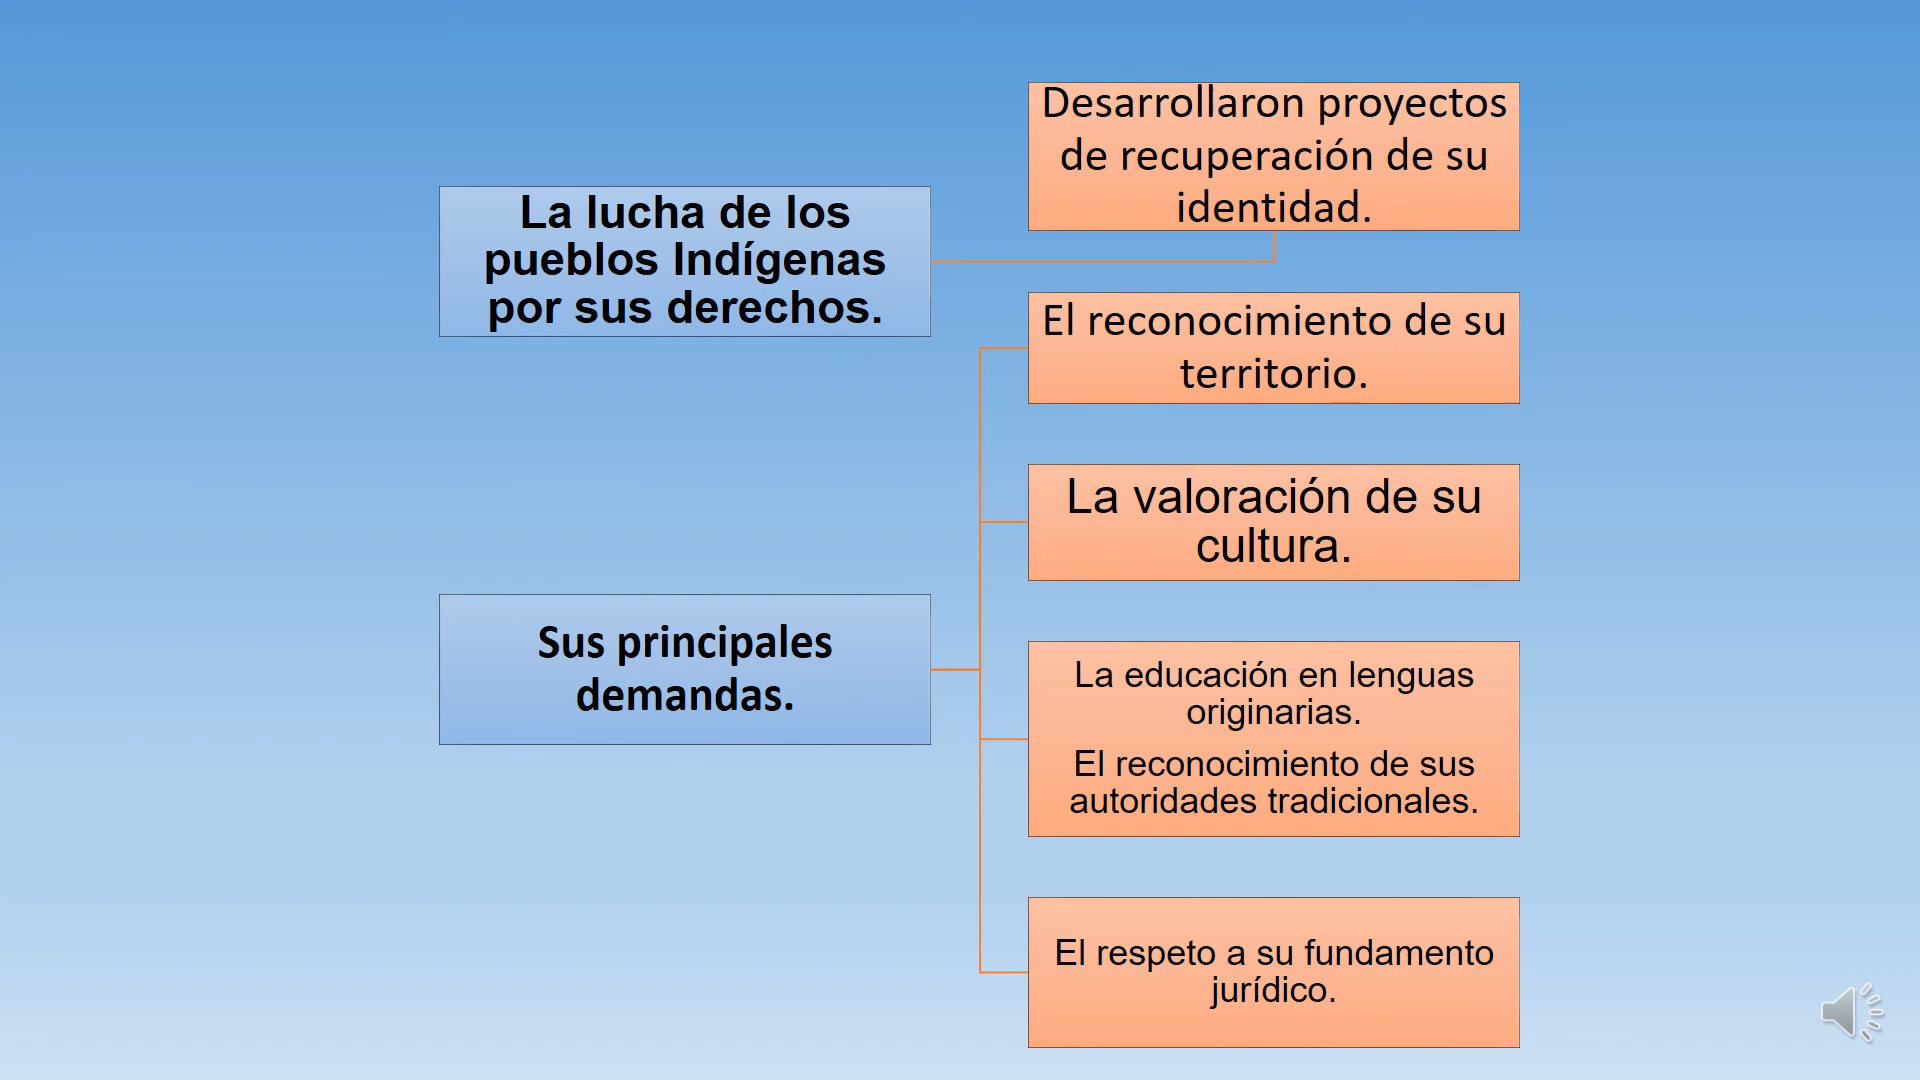 La lucha de los
pueblos Indígenas
por sus derechos.
Desarrollaron proyectos
de recuperación de su
identidad.
Sus principales
demandas.
El reconocimiento de su
territorio.
La valoración de su
cultura.
La educación en lenguas
originarias.
El reconocimiento de sus
autoridades tradicionales.
El respeto a su fundamento
jurídico.